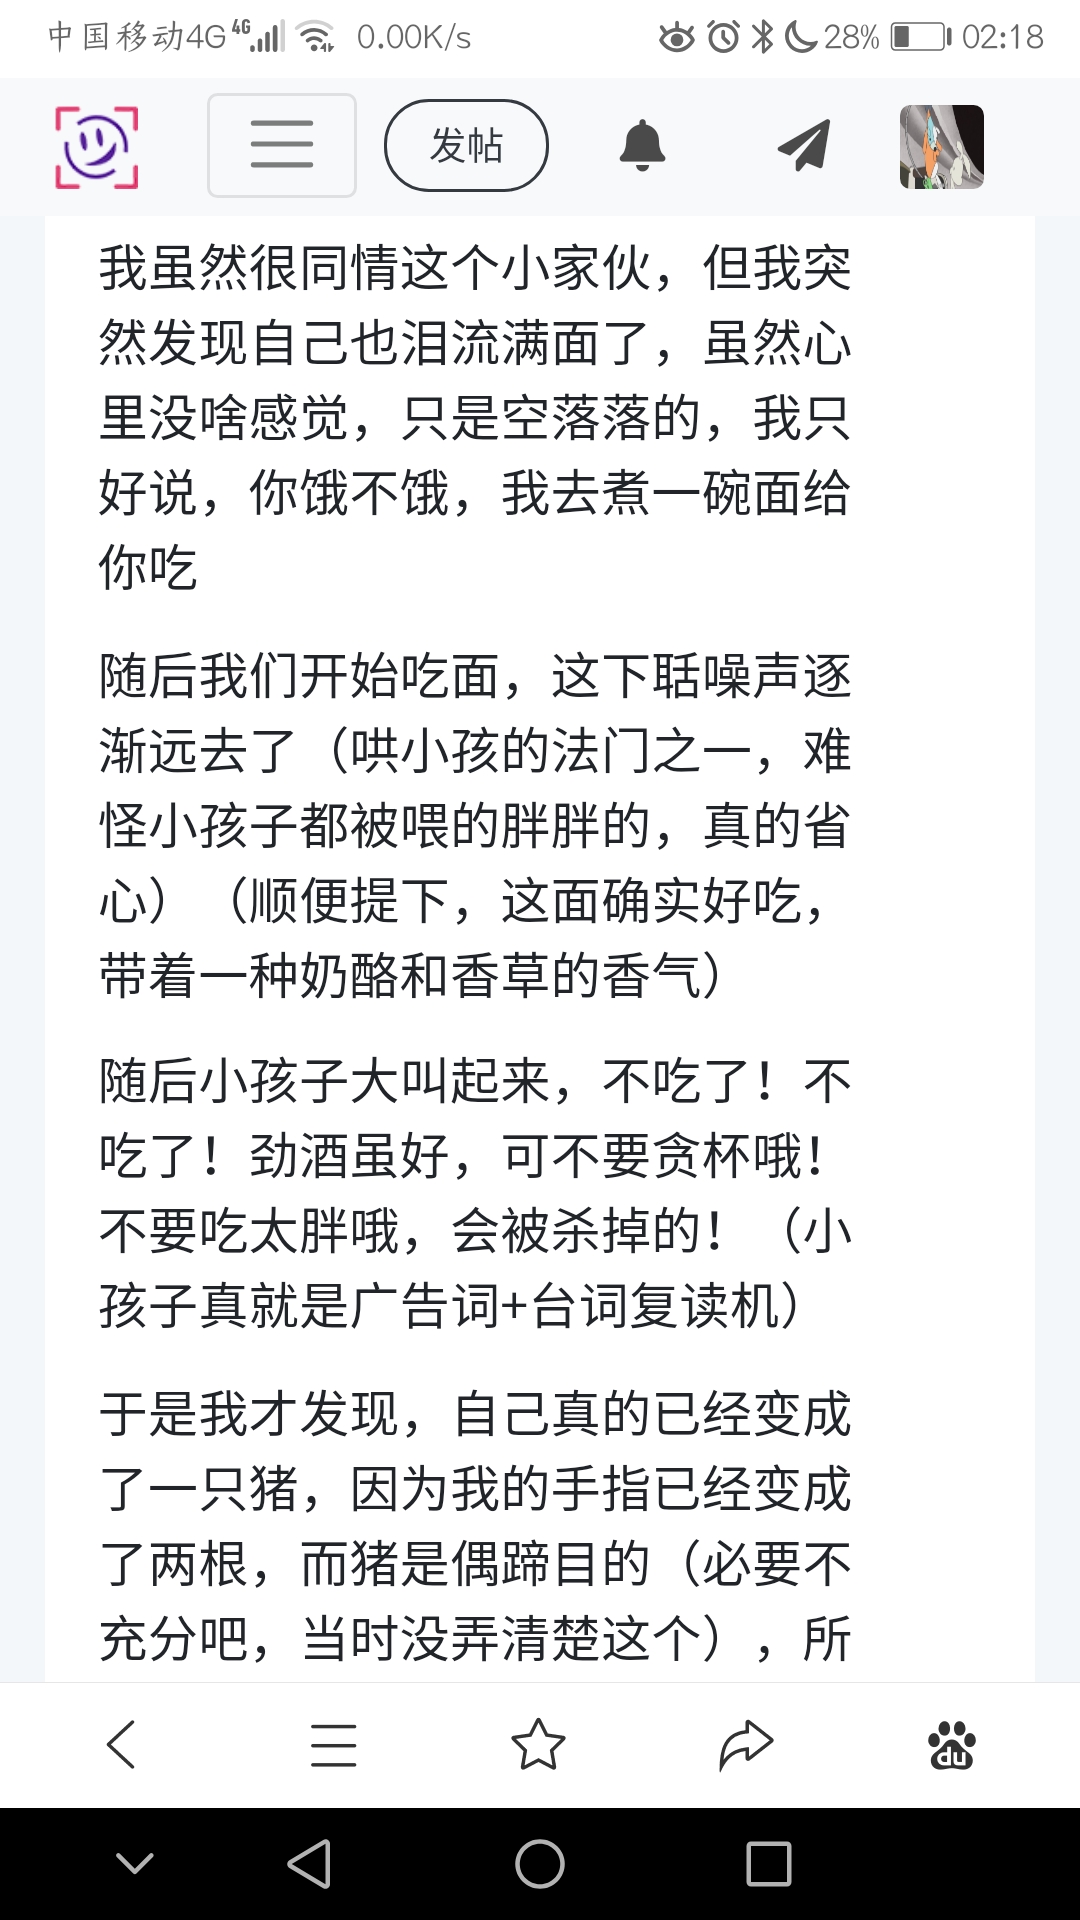 中国移动4G 4G 0.00K/s 28% 02:18
发帖
我虽然很同情这个小家伙，但我突
然发现自己也泪流满面了，虽然心
里没啥感觉，只是空落落的，我只
好说，你饿不饿，我去煮一碗面给
你吃
随后我们开始吃面，这下聒噪声逐
渐远去了（哄小孩的法门之一，难
怪小孩子都被喂的胖胖的，真的省
心）（顺便提下，这面确实好吃，
带着一种奶酪和香草的香气）
随后小孩子大叫起来，不吃了！不
吃了！劲酒虽好，可不要贪杯哦！
不要吃太胖哦，会被杀掉的！（小
孩子真就是广告词+台词复读机）
于是我才发现，自己真的已经变成
了一只猪，因为我的手指已经变成
了两根，而猪是偶蹄目的（必要不
充分吧，当时没弄清楚这个），所
du